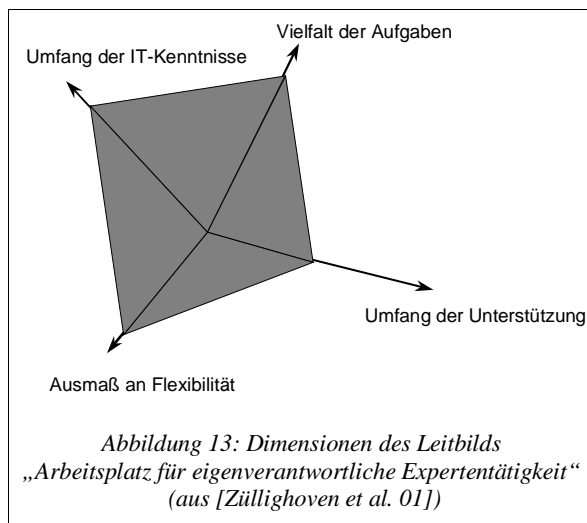 Vielfalt der Aufgaben
Umfang der IT-Kenntnisse
Umfang der Unterstützung
Ausmaß an Flexibilität
Abbildung 13: Dimensionen des Leitbilds
„Arbeitsplatz für eigenverantwortliche Expertentätigkeit“
(aus [Züllighoven et al. 01])